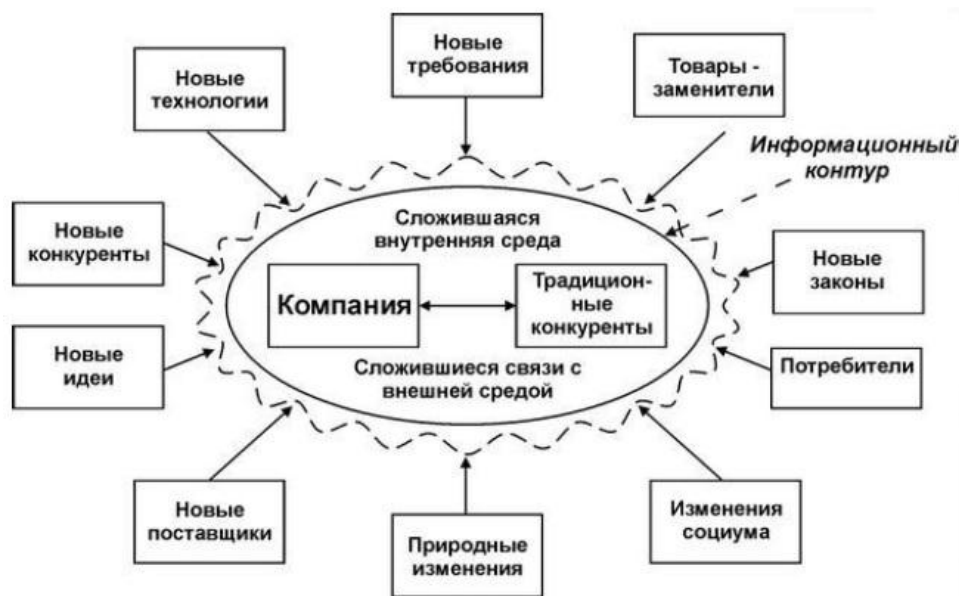 Новые
требования
Новые
технологии
Товары -
заменители
Информационный
контур
Новые
конкуренты
Сложившаяся
внутренняя среда
Новые
законы
Компания
Традицион-
ные
конкуренты
Новые
идеи
Сложившиеся связи с
внешней средой
Потребители
Новые
поставщики
Природные
изменения
Изменения
социума